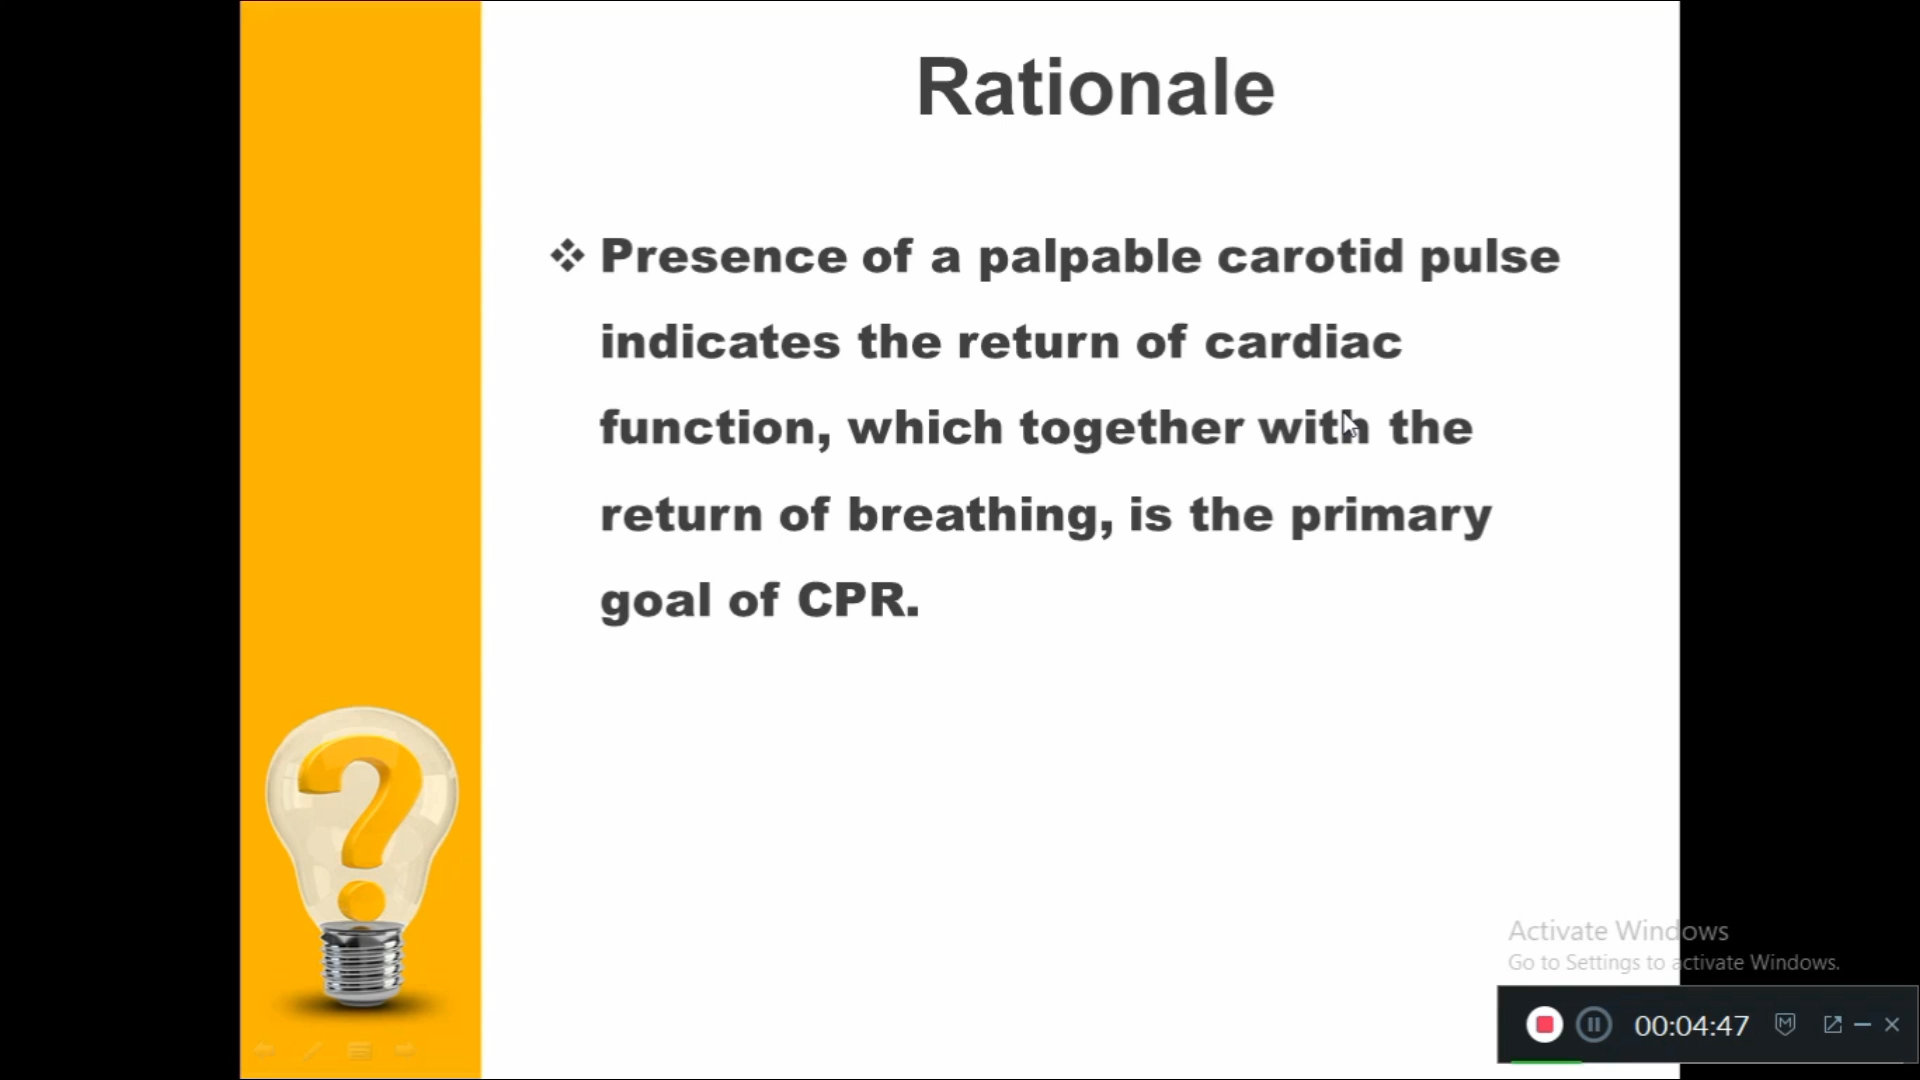 Rationale
❖ Presence of a palpable carotid pulse
indicates the return of cardiac
function, which together with the
return of breathing, is the primary
goal of CPR.
Activate Windows
Go to Settings to activate Windows.
00:04:47